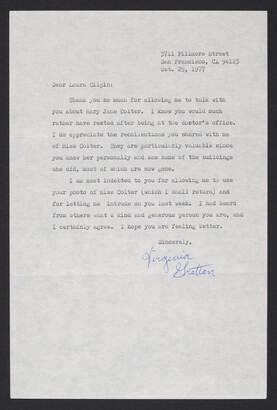 3711 Fillmore Street
San Francisco, CA 94123
Oct. 29, 1977
Dear Laura Gilpin:
Thank you so much for allowing me to talk with
you about Mary Jane Colter. I know you would much
rather have rested after being at the doctor's office.
I do appreciate the recollections you shared with me
of Miss Colter. They are particularly valuable since
you knew her personally and saw some of the buildings
she did, most of which are now gone.
I am most indebted to you for allowing me to use
your photo of Miss Colter (which I shall return) and
for letting me intrude on you last week. I had heard
from others what a kind and generous person you are, and
I certainly agree. I hope you are feeling better.
Sincerely,
Virginia
Grattan